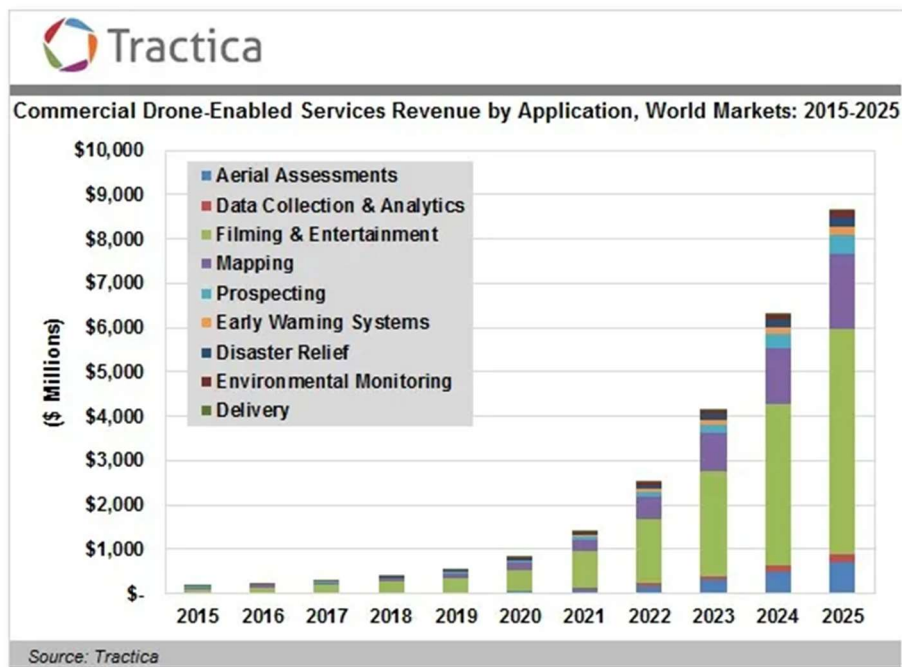 Tractica
Commercial Drone-Enabled Services Revenue by Application, World Markets: 2015-2025
$10,000
$9,000
$8,000
$7,000
$6,000
$5,000
$4,000
$3,000
$2,000
$1,000
$-
($ Millions)
Aerial Assessments
Data Collection & Analytics
Filming & Entertainment
Mapping
Prospecting
Early Warning Systems
Disaster Relief
Environmental Monitoring
Delivery
2015 2016 2017 2018 2019 2020 2021 2022 2023 2024 2025
Source: Tractica